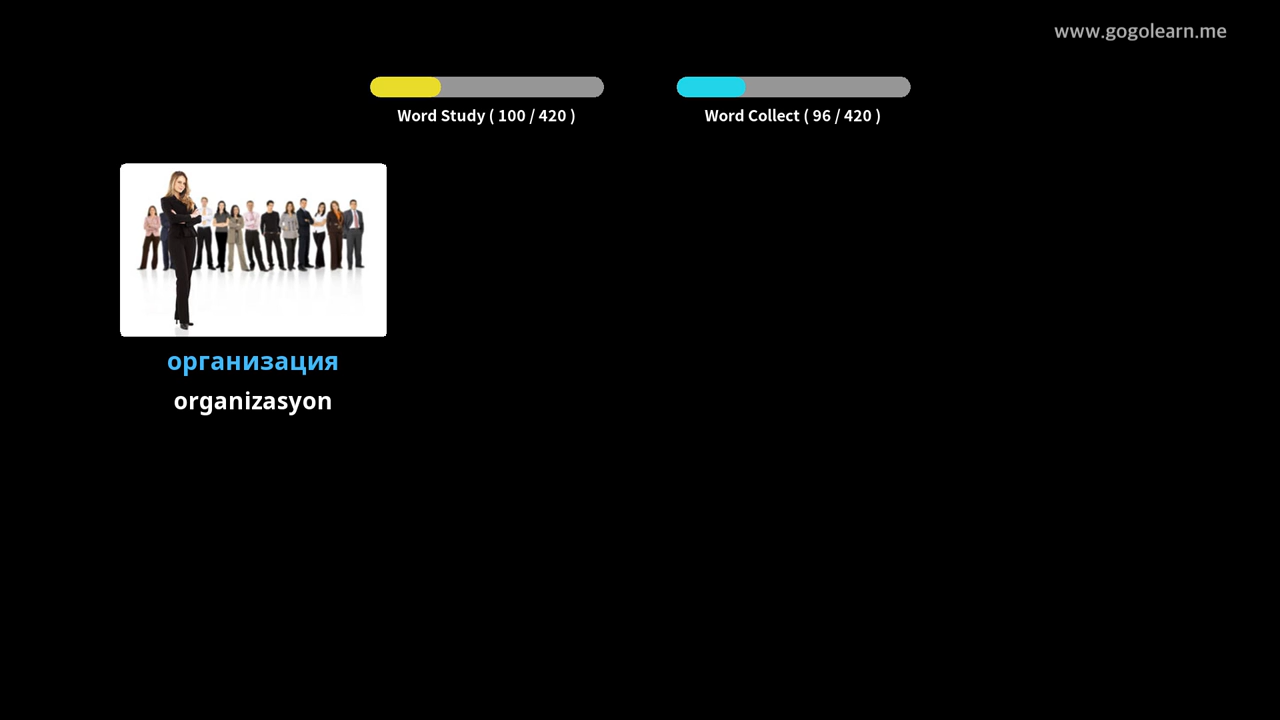 www.gogolearn.me
Word Study ( 100 / 420 )
Word Collect ( 96 / 420 )
организация
organizasyon